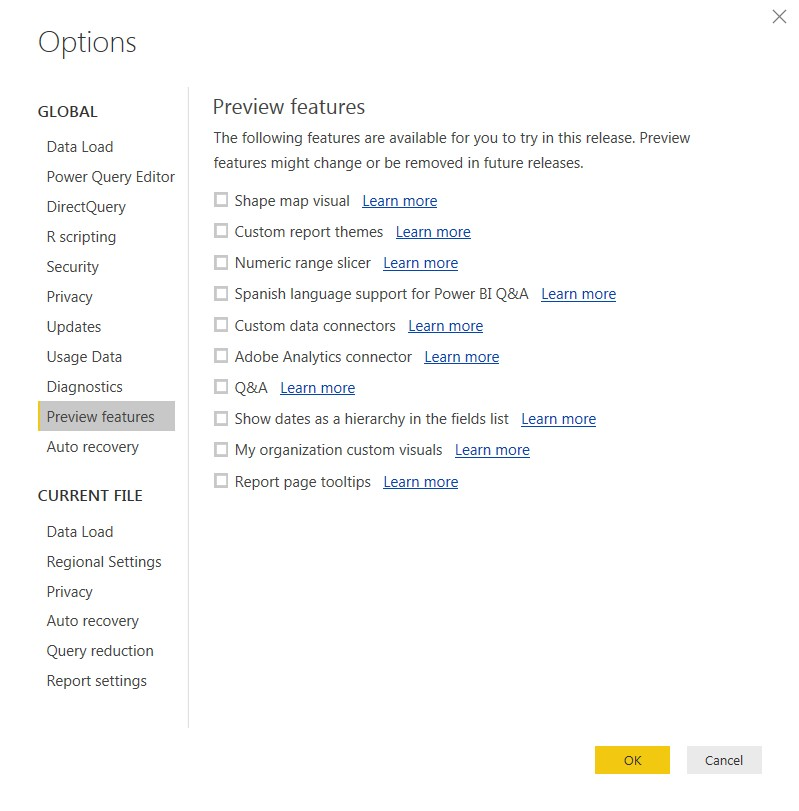 Options
GLOBAL
Data Load
Power Query Editor
DirectQuery
R scripting
Security
Privacy
Updates
Usage Data
Diagnostics
Preview features
Auto recovery
CURRENT FILE
Data Load
Regional Settings
Privacy
Auto recovery
Query reduction
Report settings
Preview features
The following features are available for you to try in this release. Preview
features might change or be removed in future releases.
Shape map visual Learn more
Custom report themes Learn more
Numeric range slicer Learn more
Spanish language support for Power BI Q&A Learn more
Custom data connectors Learn more
Adobe Analytics connector Learn more
Q&A Learn more
Show dates as a hierarchy in the fields list Learn more
My organization custom visuals Learn more
Report page tooltips Learn more
OK Cancel